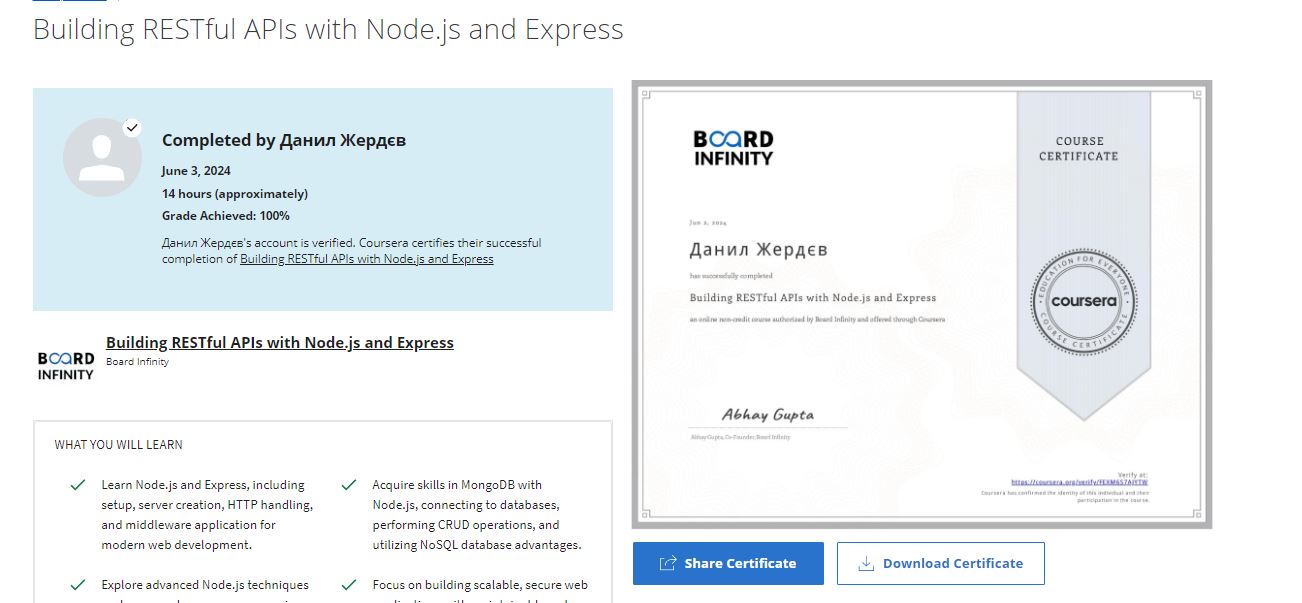 Building RESTful APIs with Node.js and Express
Completed by Данил Жердєв
June 3, 2024
14 hours (approximately)
Grade Achieved: 100%
Данил Жердєв's account is verified. Coursera certifies their successful
completion of Building RESTful APIs with Node.js and Express
BOARD
INFINITY
Building RESTful APIs with Node.js and Express
Board Infinity
WHAT YOU WILL LEARN
Learn Node.js and Express, including
setup, server creation, HTTP handling,
and middleware application for
modern web development.
Acquire skills in MongoDB with
Node.js, connecting to databases,
performing CRUD operations, and
utilizing NoSQL database advantages.
Explore advanced Node.js techniques
Focus on building scalable, secure web
BOARD
INFINITY
COURSE
CERTIFICATE
Jun 3, 2024
Данил Жердєв
has successfully completed
Building RESTful APIs with Node.js and Express
an online non-credit course authorized by Board Infinity and offered through Coursera
EDUCATION FOR EVERYONE
coursera
COURSE CERTIFICATE
Abhay Gupta
Abhay Gupta, Co-Founder, Board Infinity
Verify at:
Coursera has confirmed the identity of this individual and their
participation in the course.
Share Certificate
Download Certificate